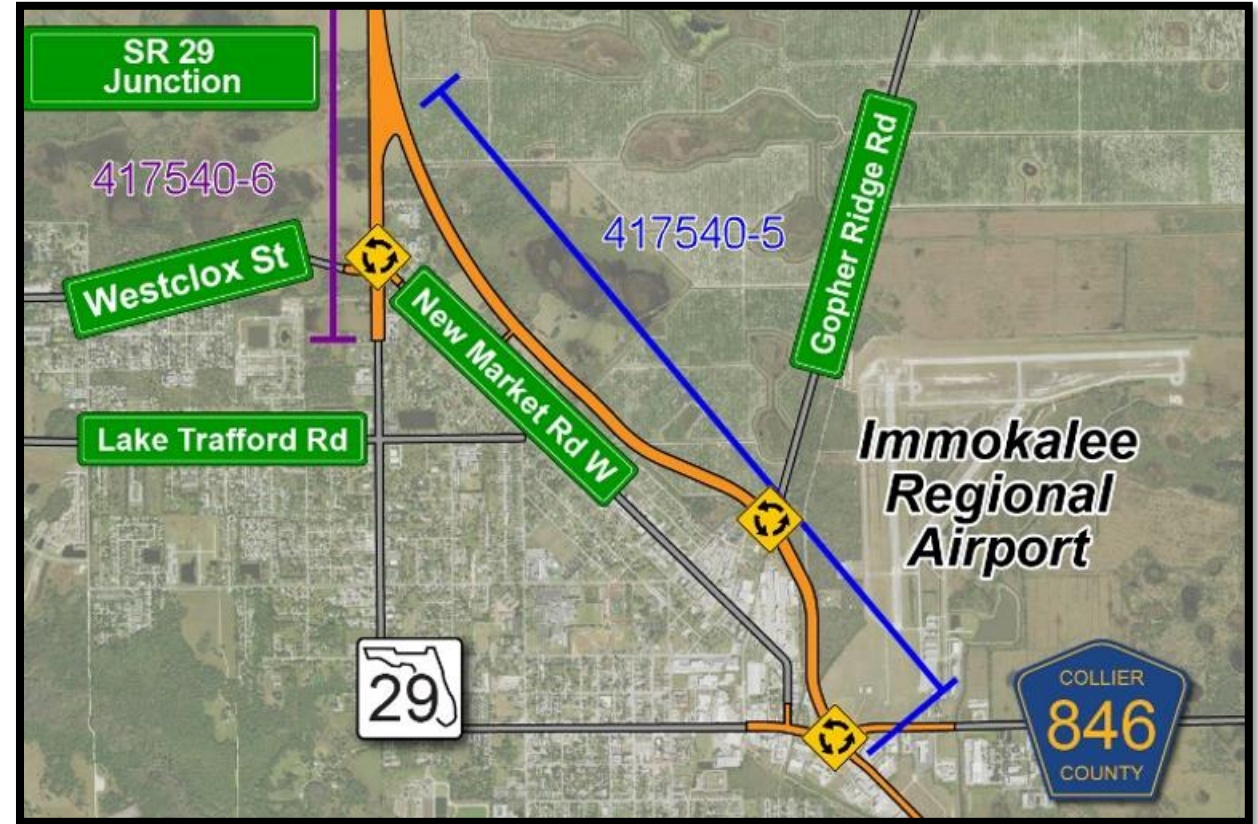 SR 29
Junction
417540-6
417540-5
Gopher Ridge Rd
Westclox St
New Market Rd W
Lake Trafford Rd
Immokalee
Regional
Airport
29
COLLIER
846
COUNTY